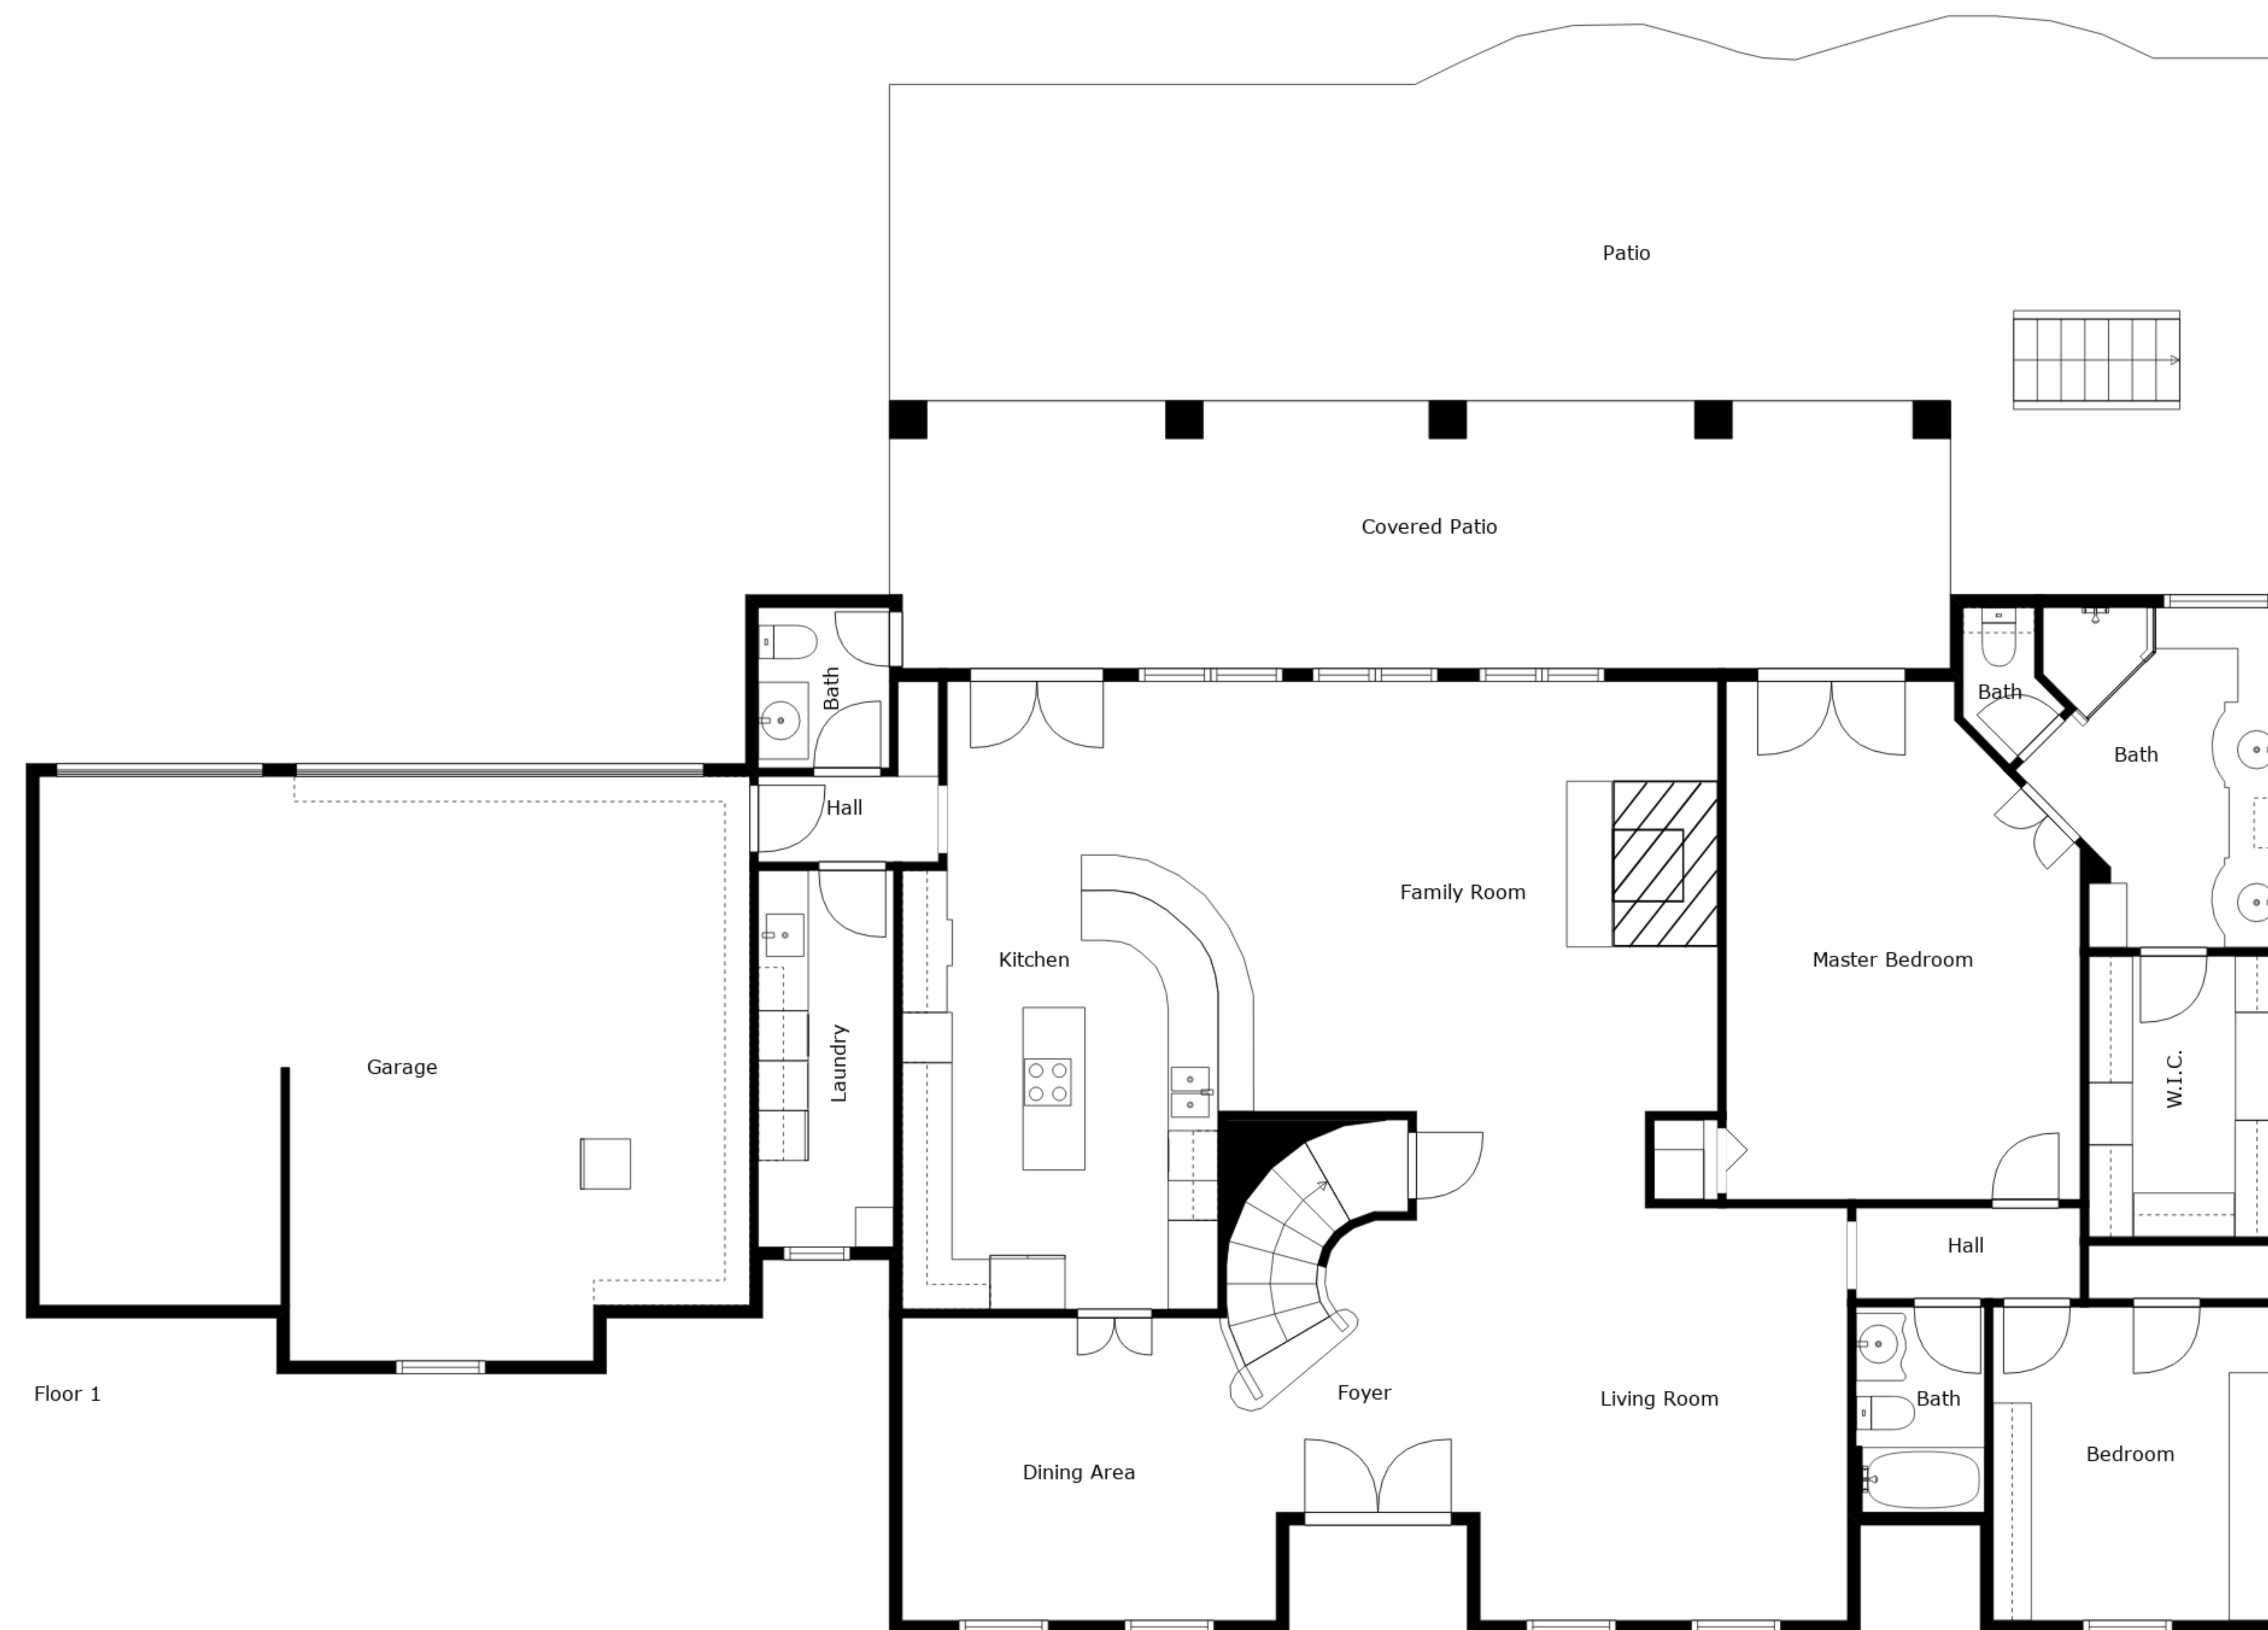 Patio
Covered Patio
Bath
Bath
Bath
Hall
Family Room
Kitchen
Master Bedroom
Garage
Laundry
W.I.C.
Hall
Floor 1
Foyer
Living Room
Bath
Dining Area
Bedroom